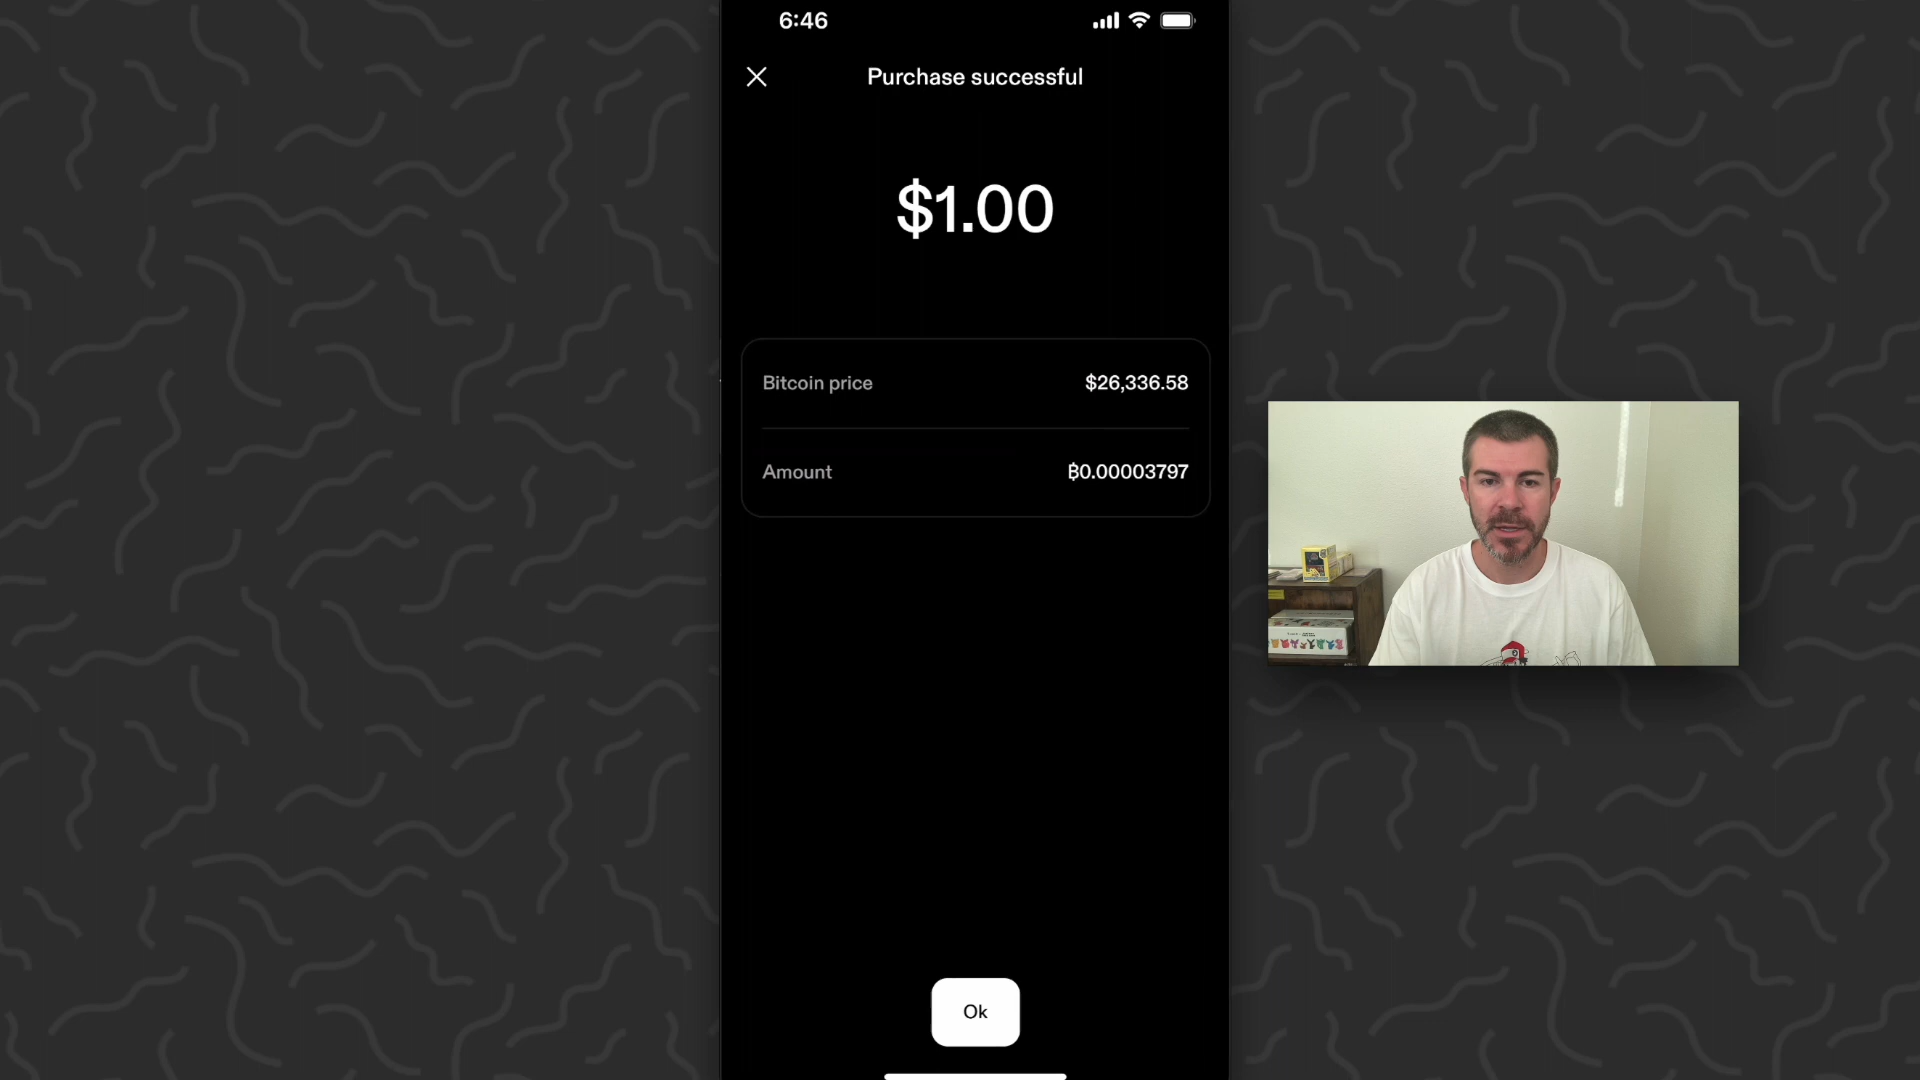 6:46
Purchase successful
$1.00
Bitcoin price $26,336.58
Amount ₿0.00003797
Ok